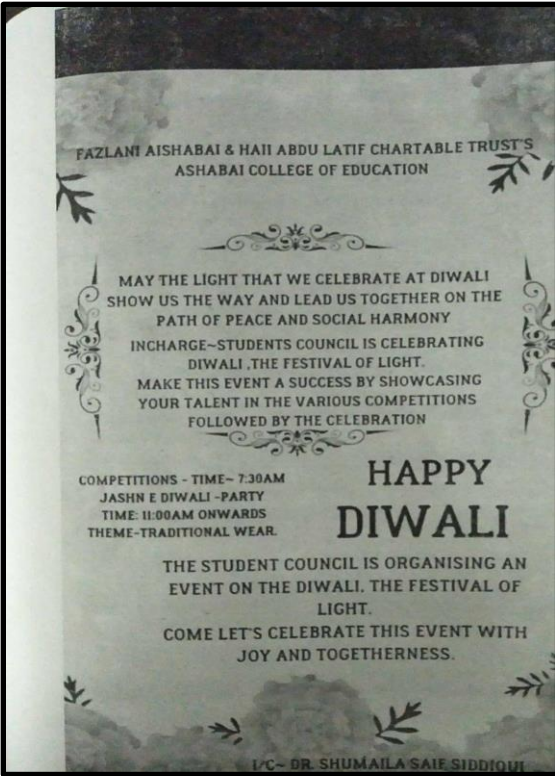 FAZLANI AISHABAI & HAII ABDU LATIF CHARTABLE TRUST'S
ASHABAI COLLEGE OF EDUCATION
MAY THE LIGHT THAT WE CELEBRATE AT DIWALI
SHOW US THE WAY AND LEAD US TOGETHER ON THE
PATH OF PEACE AND SOCIAL HARMONY
INCHARGE~STUDENTS COUNCIL IS CELEBRATING
DIWALI ,THE FESTIVAL OF LIGHT.
MAKE THIS EVENT A SUCCESS BY SHOWCASING
YOUR TALENT IN THE VARIOUS COMPETITIONS
FOLLOWED BY THE CELEBRATION
COMPETITIONS - TIME~ 7:30AM
JASHN E DIWALI -PARTY
TIME: 11:00AM ONWARDS
THEME-TRADITIONAL WEAR.
HAPPY
DIWALI
THE STUDENT COUNCIL IS ORGANISING AN
EVENT ON THE DIWALI, THE FESTIVAL OF
LIGHT.
COME LET'S CELEBRATE THIS EVENT WITH
JOY AND TOGETHERNESS.
I/C~ DR. SHUMAILA SAIF SIDDIQUI